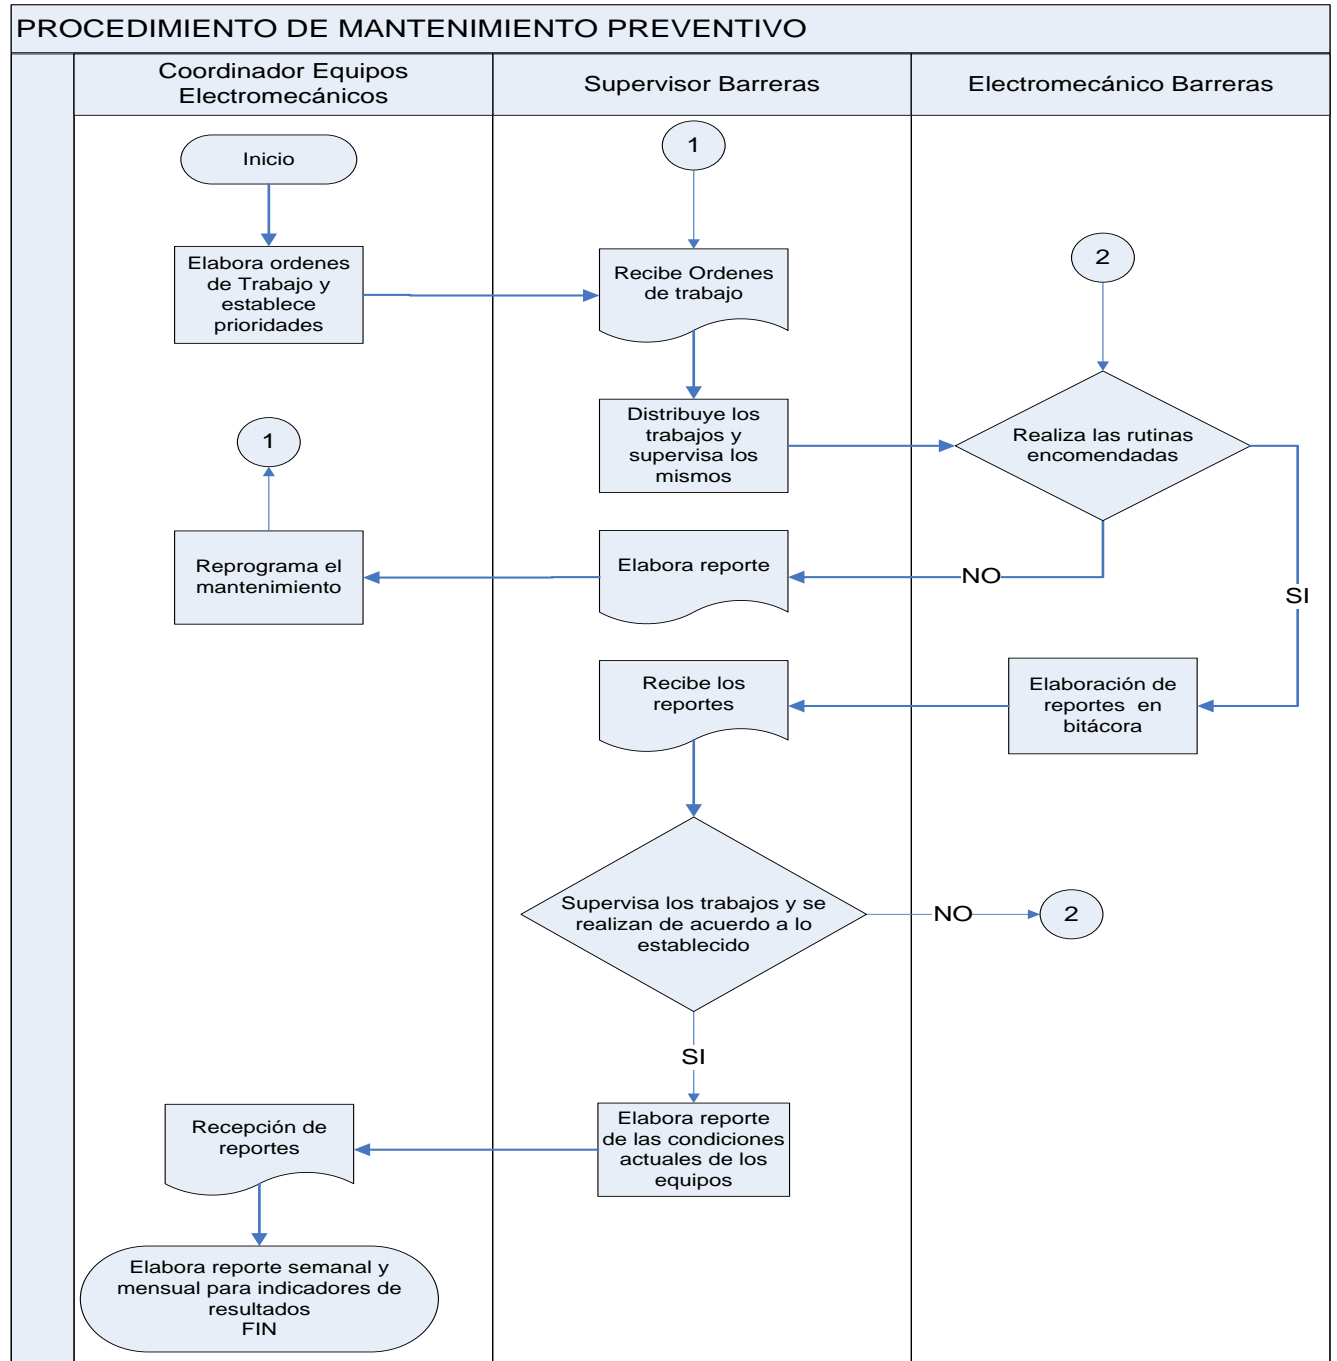 PROCEDIMIENTO DE MANTENIMIENTO PREVENTIVO
Coordinador Equipos
Electromecánicos
Supervisor Barreras
Electromecánico Barreras
Inicio
1
Elabora ordenes
de Trabajo y
establece
prioridades
Recibe Ordenes
de trabajo
2
Distribuye los
trabajos y
supervisa los
mismos
Realiza las rutinas
encomendadas
1
Reprograma el
mantenimiento
Elabora reporte
NO
SI
Recibe los
reportes
Elaboración de
reportes en
bitácora
Supervisa los trabajos y se
realizan de acuerdo a lo
establecido
NO
2
SI
Elabora reporte
de las condiciones
actuales de los
equipos
Recepción de
reportes
Elabora reporte semanal y
mensual para indicadores de
resultados
FIN